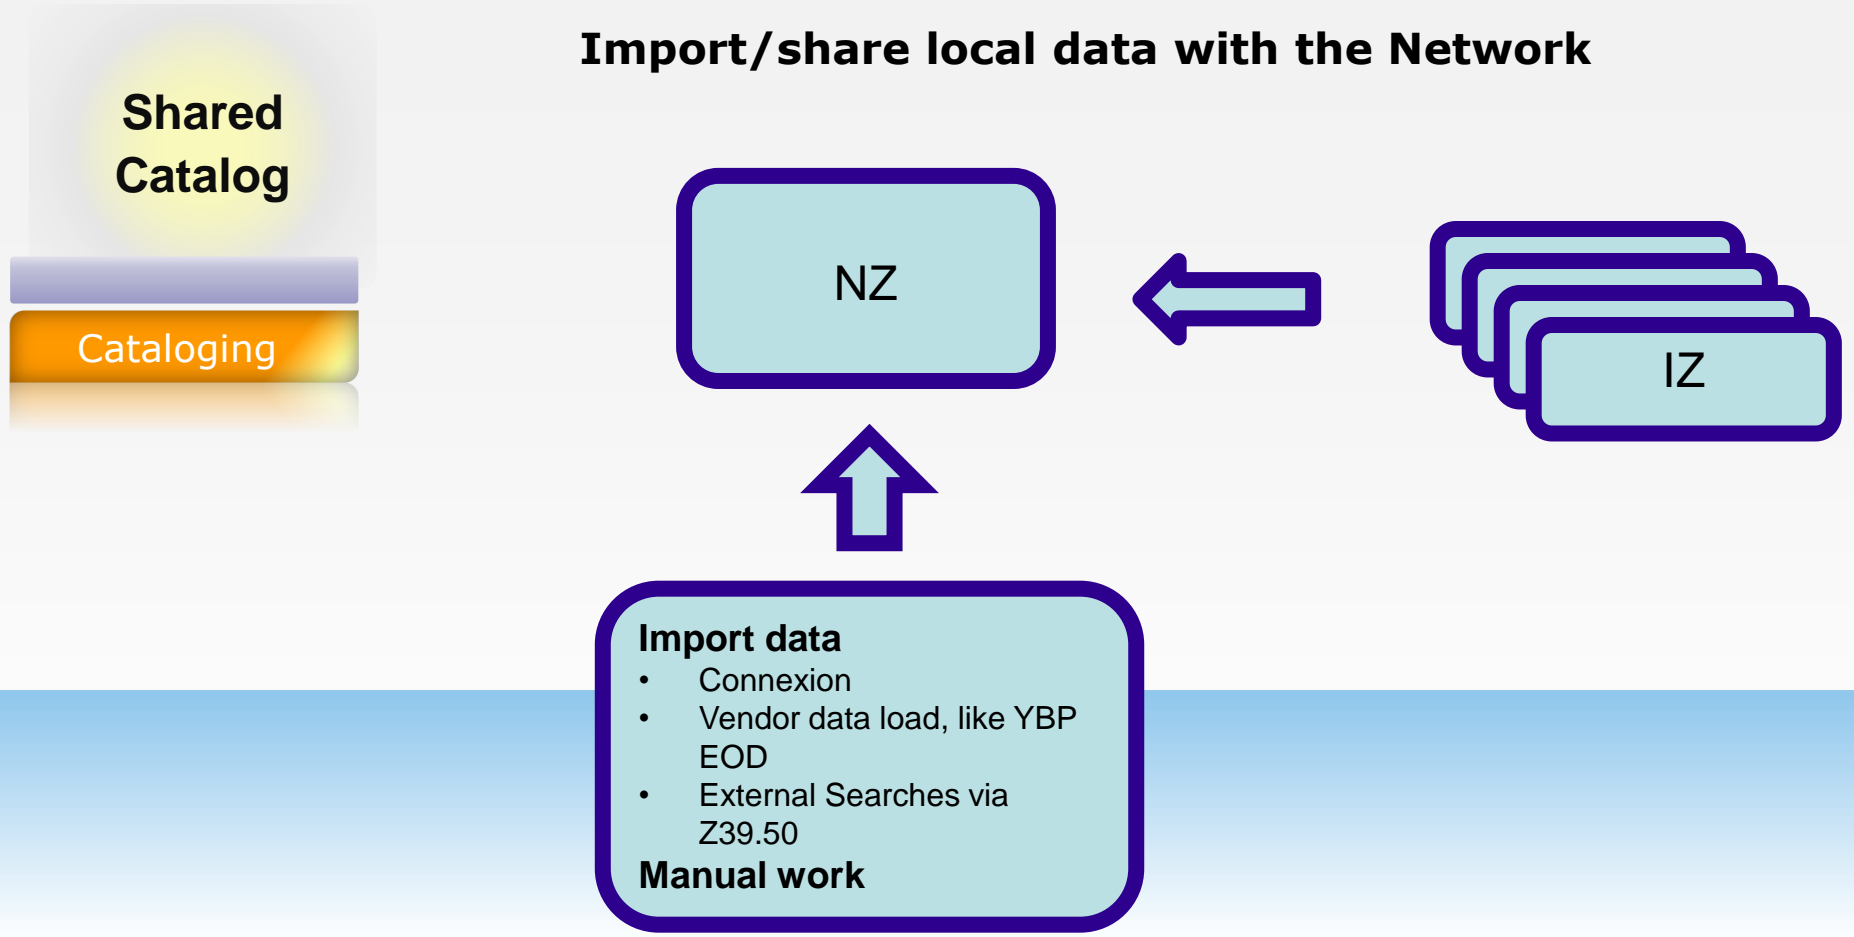 Import/share local data with the Network
Shared
Catalog
Cataloging
NZ
IZ
Import data
• Connexion
• Vendor data load, like YBP
EOD
• External Searches via
Z39.50
Manual work